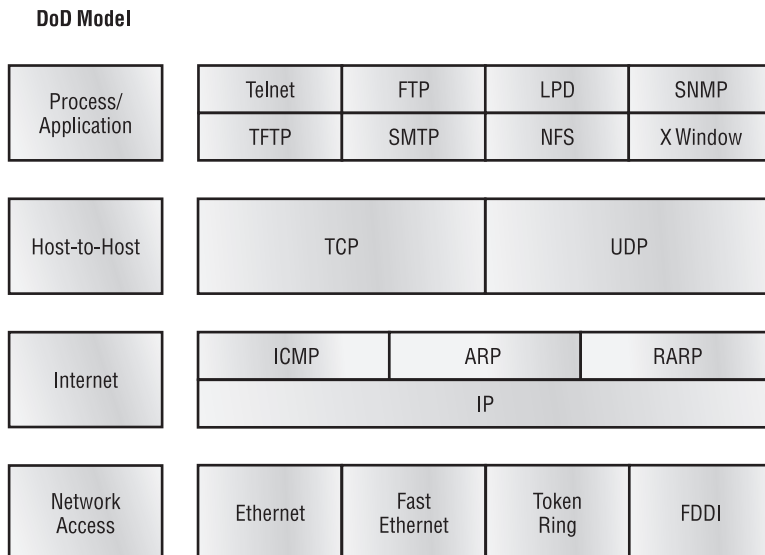 DoD Model
Process/
Application
Telnet
FTP
LPD
SNMP
TFTP
SMTP
NFS
X Window
Host-to-Host
TCP
UDP
Internet
ICMP
ARP
RARP
IP
Network
Access
Ethernet
Fast
Ethernet
Token
Ring
FDDI